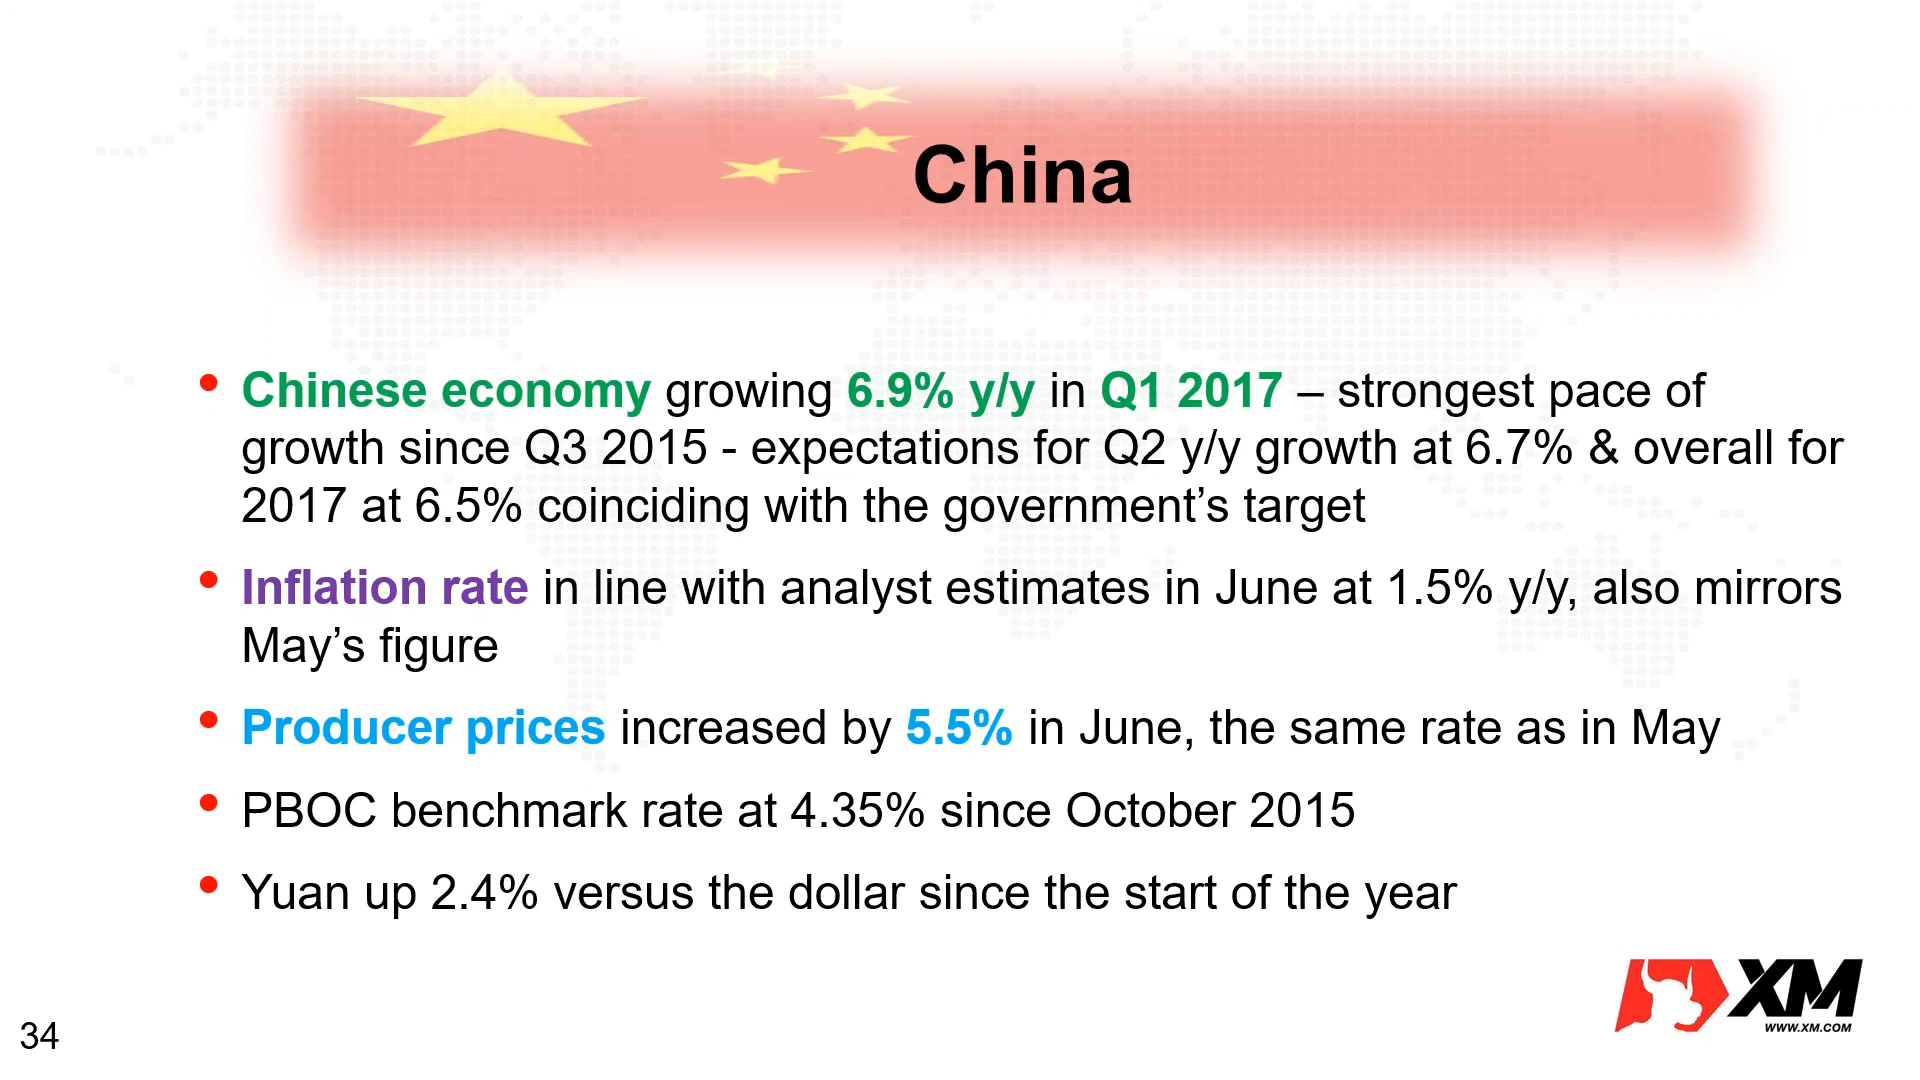 China
• Chinese economy growing 6.9% y/y in Q1 2017 – strongest pace of
growth since Q3 2015 - expectations for Q2 y/y growth at 6.7% & overall for
2017 at 6.5% coinciding with the government’s target
• Inflation rate in line with analyst estimates in June at 1.5% y/y, also mirrors
May’s figure
• Producer prices increased by 5.5% in June, the same rate as in May
• PBOC benchmark rate at 4.35% since October 2015
• Yuan up 2.4% versus the dollar since the start of the year
XM
WWW.XM.COM
34